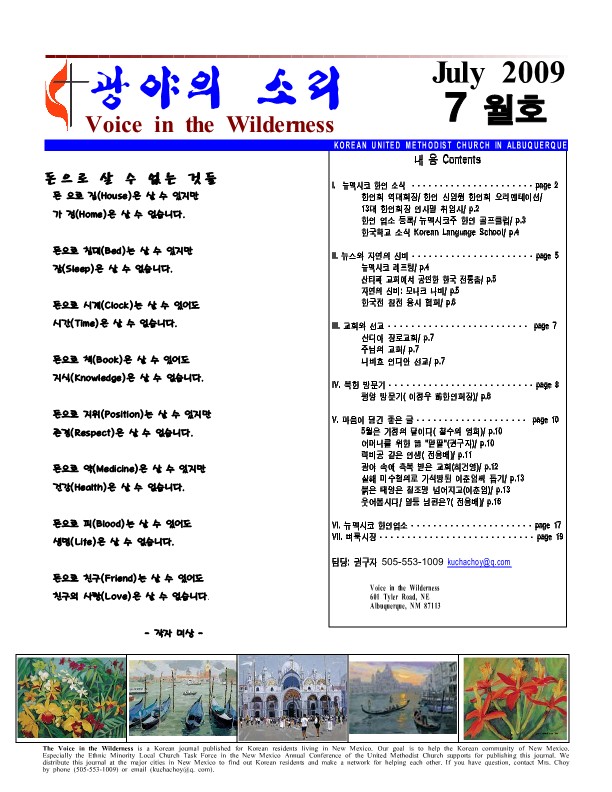 광야의 소리
Voice in the Wilderness
July 2009
7 월호
KOREAN UNITED METHODIST CHURCH IN ALBUQUERQUE
돈으로 살 수 없는 것들
돈 으로 집(House)은 살 수 있지만
가 정(Home)은 살 수 없습니다.
돈으로 침대(Bed)는 살 수 있지만
잠(Sleep)은 살 수 없습니다.
돈으로 시계(Clock)는 살 수 있어도
시간(Time)은 살 수 없습니다.
돈으로 책(Book)은 살 수 있어도
지식(Knowledge)은 살 수 없습니다.
돈으로 지위(Position)는 살 수 있지만
존경(Respect)은 살 수 없습니다.
돈으로 약(Medicine)은 살 수 있지만
건강(Health)은 살 수 없습니다.
돈으로 피(Blood)는 살 수 있어도
생명(Life)은 살 수 없습니다.
돈으로 친구(Friend)는 살 수 있어도
친구의 사랑(Love)은 살 수 없습니다.
- 작자 미상 -
내 용 Contents
I. 뉴멕시코 한인 소식 page 2
한인회 역대회장/ 한인 신임원 한인회 오리엔테이션/
13대 한인회장 인사말 취임사/ p.2
한인 업소 등록/ 뉴멕시코주 한인 골프클럽/ p.3
한국학교 소식 Korean Language School/ p.4
II. 뉴스와 자연의 신비 page 5
뉴멕시코 래프팅/ p.4
산타페 교회에서 공연한 한국 전통춤/ p.5
자연의 신비: 모나크 나비/ p.5
한국전 참전 용사 협회/ p.6
III. 교회와 선교 page 7
산디아 장로교회/ p.7
주님의 교회/ p.7
나바호 인디안 선교/ p.7
IV. 북한 방문기 page 8
평양 방문기( 이경우 前한인회장)/ p.8
V. 마음에 담긴 좋은 글 page 10
5월은 가정의 달이다( 철수의 영희)/ p.10
어머니를 위한 랩 "맏딸"(권구자)/ p.10
럭비공 같은 인생( 전용배)/ p.11
광야 속에 축복 받은 교회(최건영)/ p.12
실패 미수혐의로 기억방된 이춘임씨 돕기/ p.13
붉은 태양은 철조망 넘어지고(이춘임)/ p.13
웃어봅시다/ 열등 남편은?( 전용배)/ p.16
VI. 뉴 멕시코 한인업소 page 17
VII. 벼룩시장 page 19
담당: 권구자 505-553-1009 kuchachoy@q.com
Voice in the Wilderness
601 Tyler Road, NE
Albuquerque, NM 87113
The Voice in the Wilderness is a Korean journal published for Korean residents living in New Mexico. Our goal is to help the Korean community of New Mexico.
Especially the Ethnic Minority Local Church Task Force in the New Mexico Annual Conference of the United Methodist Church supports for publishing this journal. We
distribute this journal at the major cities in New Mexico to find out Korean residents and make a network for helping each other. If you have question, contact Mrs. Choy
by phone (505-553-1009) or email (kuchachoy@q. com).